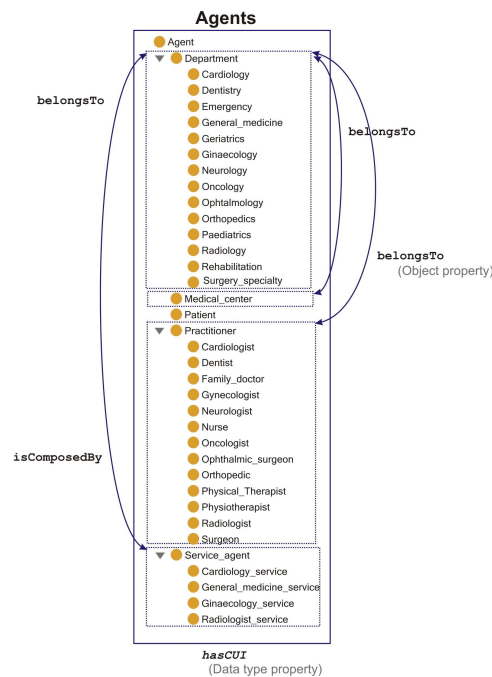 Agents
Agent
Department
Cardiology
belongsTo
Dentistry
Emergency
General_medicine
belongsTo
Geriatrics
Ginaecology
Neurology
Oncology
Ophtalmology
Orthopedics
Paediatrics
Radiology
belongsTo
Rehabilitation
(Object property)
Surgery_specialty
Medical_center
Patient
Practitioner
Cardiologist
Dentist
Family_doctor
Gynecologist
Neurologist
Nurse
isComposedBy
Oncologist
Ophthalmic_surgeon
Orthopedic
Physical_Therapist
Physiotherapist
Radiologist
Surgeon
Service_agent
Cardiology_service
General_medicine_service
Ginaecology_service
Radiologist_service
hasCUI
(Data type property)